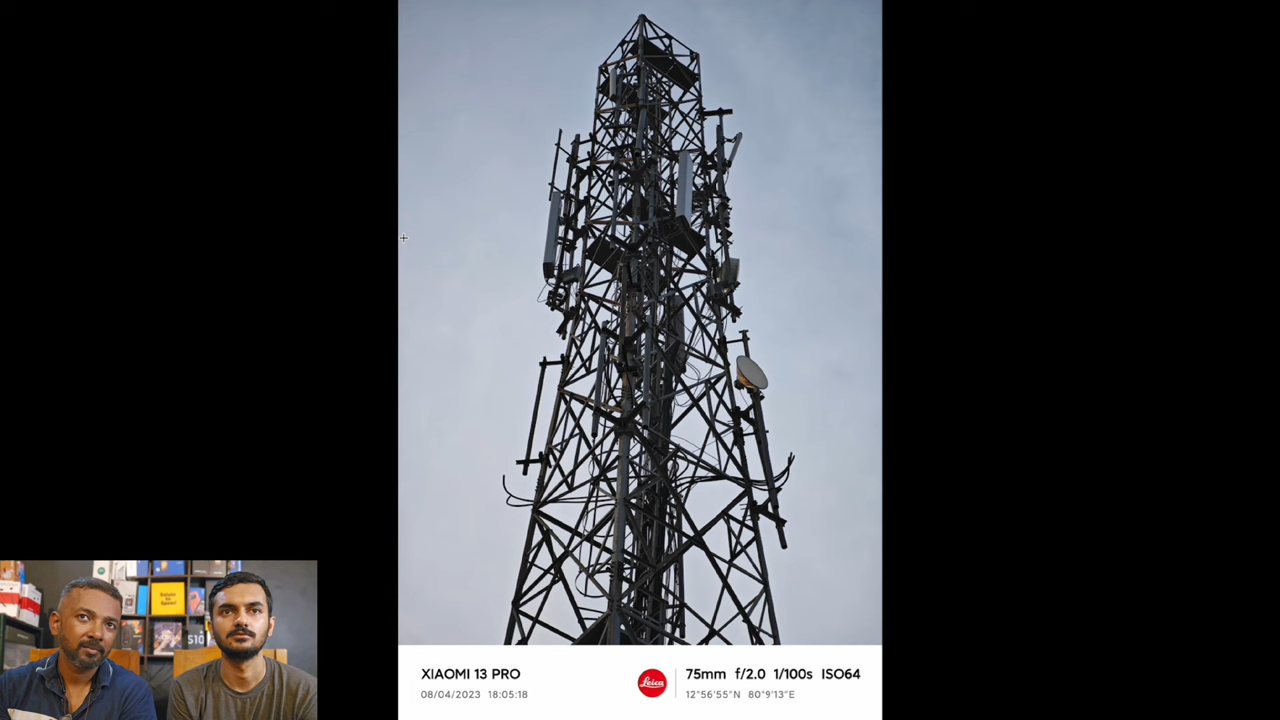 XIAOMI 13 PRO
08/04/2023 18:05:18
Leica
75mm f/2.0 1/100s ISO64
12°56'55"N 80°9'13"E